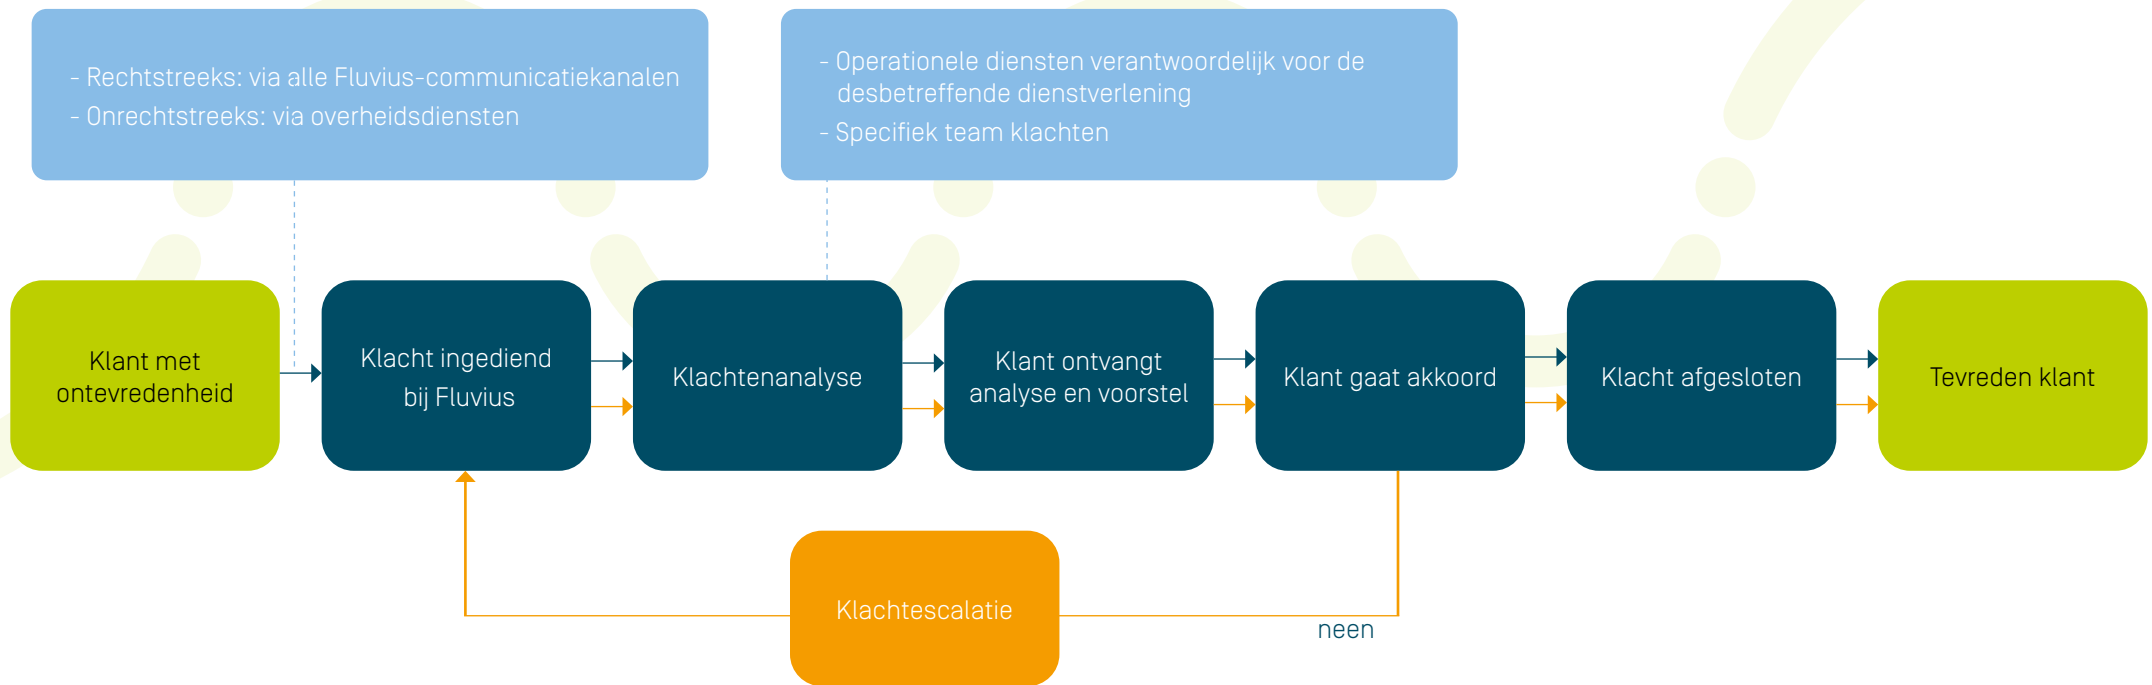 - Rechtstreeks: via alle Fluvius-communicatiekanalen
- Onrechtstreeks: via overheidsdiensten
- Operationele diensten verantwoordelijk voor de
desbetreffende dienstverlening
- Specifiek team klachten
Klant met
ontevredenheid
Klacht ingediend
bij Fluvius
Klachtenanalyse
Klant ontvangt
analyse en voorstel
Klant gaat akkoord
Klacht afgesloten
Tevreden klant
Klachtescalatie
neen